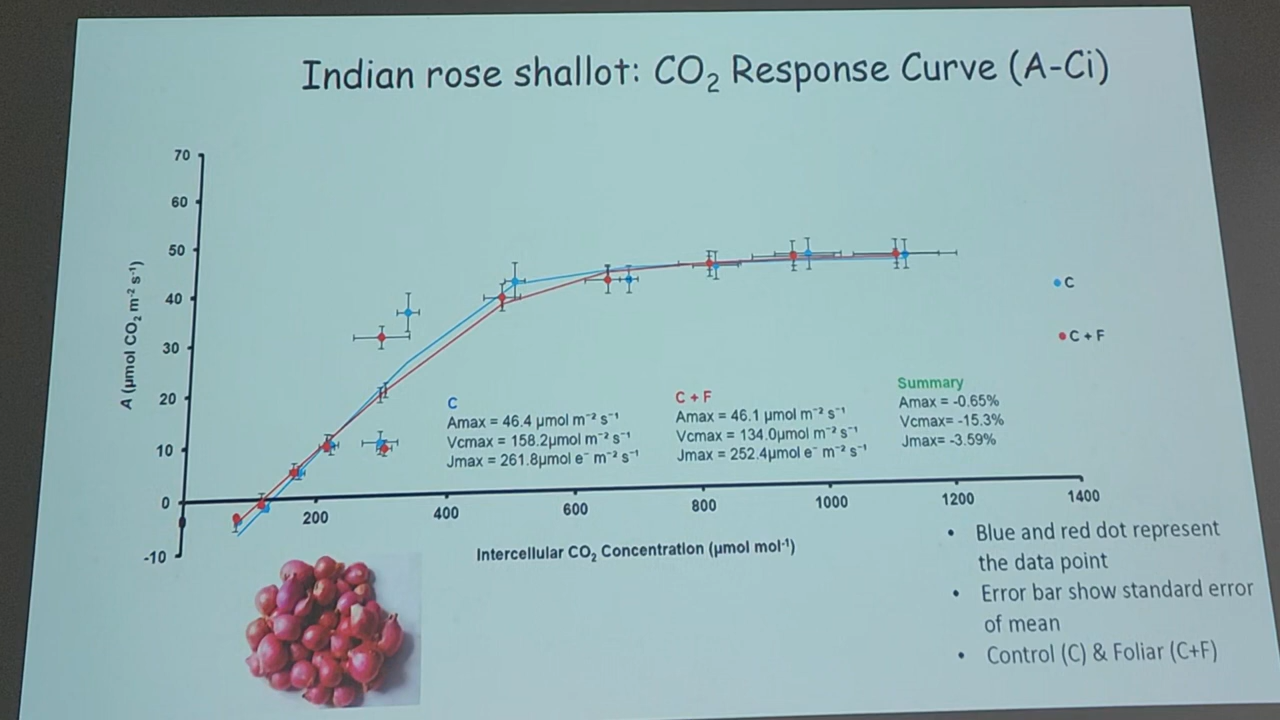 Indian rose shallot: CO₂ Response Curve (A-Ci)
70
60
50
40
30
20
10
0
-10
A (µmol CO₂ m⁻² s⁻¹)
200
400
600
800
1000
1200
1400
Intercellular CO₂ Concentration (µmol mol⁻¹)
C
C + F
C
Amax = 46.4 µmol m⁻² s⁻¹
Vcmax = 158.2µmol m⁻² s⁻¹
Jmax = 261.8µmol e⁻ m⁻² s⁻¹
C + F
Amax = 46.1 µmol m⁻² s⁻¹
Vcmax = 134.0µmol m⁻² s⁻¹
Jmax = 252.4µmol e⁻ m⁻² s⁻¹
Summary
Amax = -0.65%
Vcmax= -15.3%
Jmax= -3.59%
• Blue and red dot represent
the data point
• Error bar show standard error
of mean
• Control (C) & Foliar (C+F)